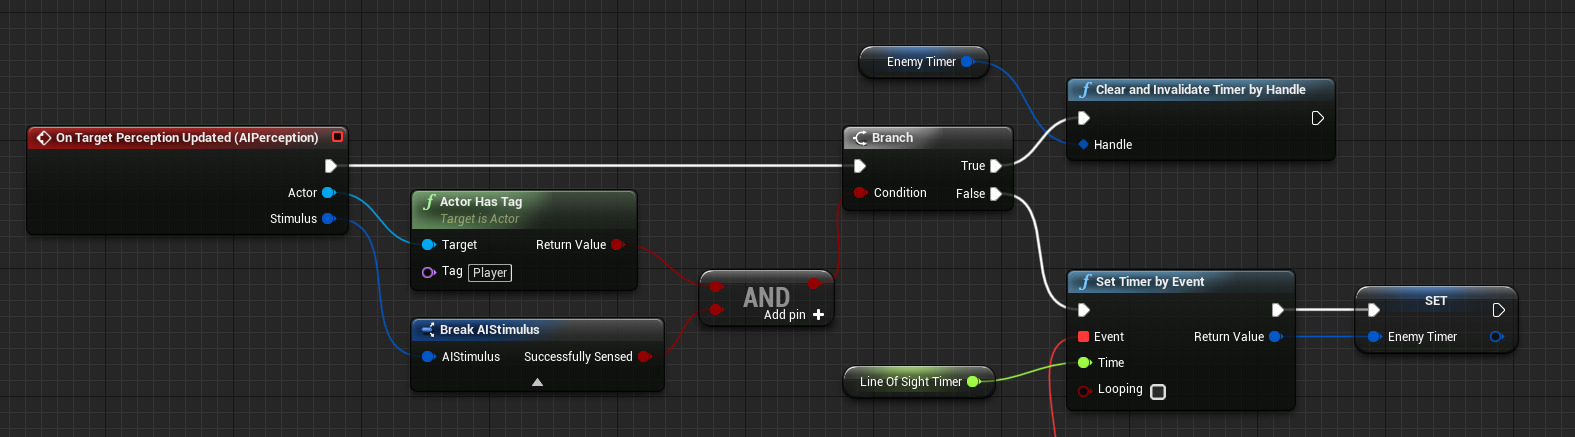 Enemy Timer
Clear and Invalidate Timer by Handle
Handle
On Target Perception Updated (AIPerception)
Actor
Stimulus
Branch
True
Condition
False
Actor Has Tag
Target is Actor
Target
Return Value
Tag
Player
AND
Add pin
Break AIStimulus
AIStimulus
Successfully Sensed
Set Timer by Event
Event
Return Value
Time
Looping
Line Of Sight Timer
SET
Enemy Timer